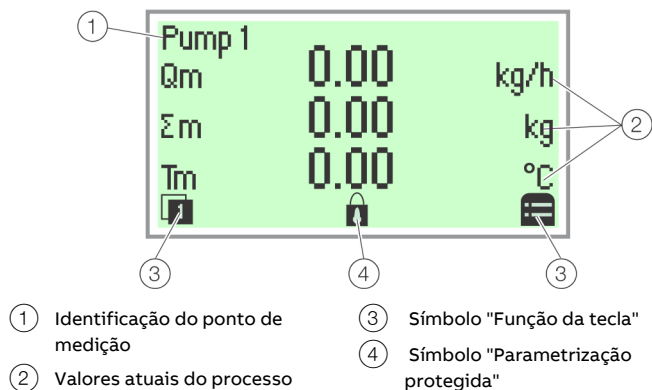 1
Pump 1
Qm 0.00 kg/h
Σm 0.00 kg
2
Tm 0.00 °C
1
3 4 3
1 Identificação do ponto de
medição
2 Valores atuais do processo
3 Símbolo "Função da tecla"
4 Símbolo "Parametrização
protegida"